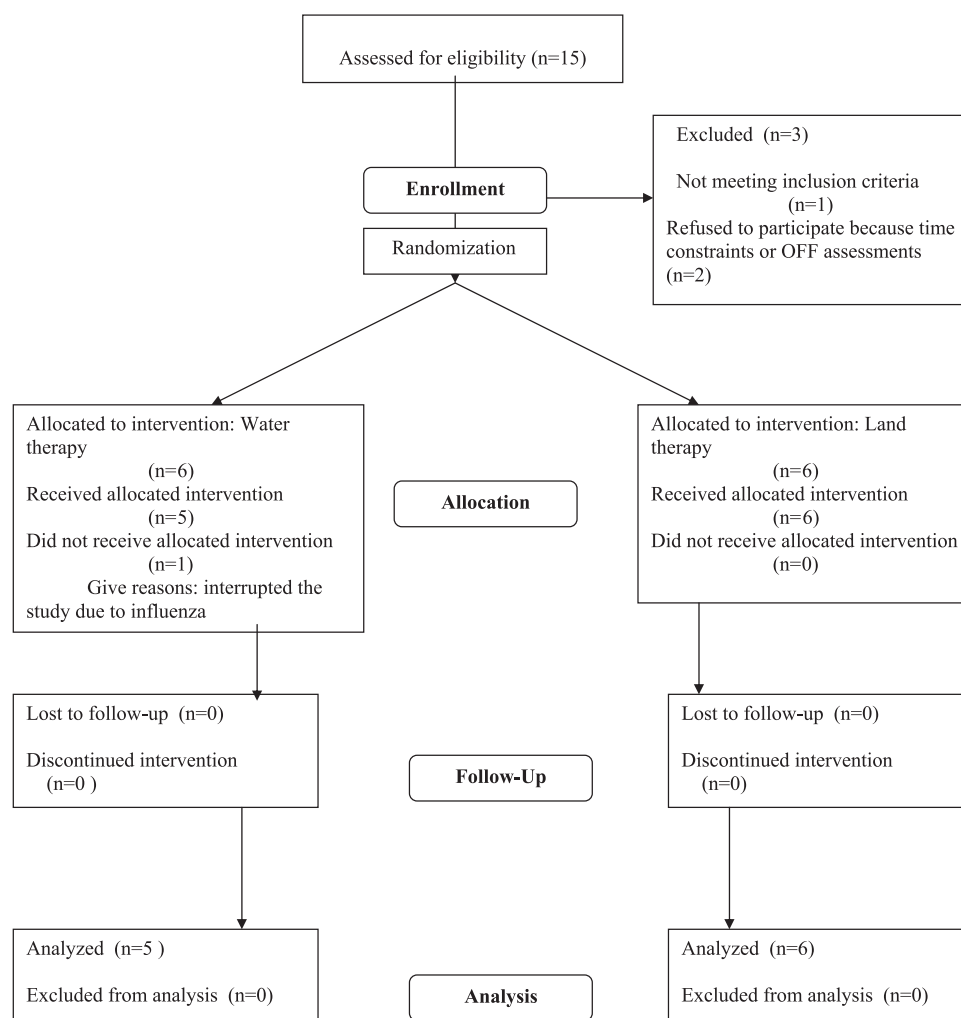 Assessed for eligibility (n=15)
Excluded (n=3)
Not meeting inclusion criteria
(n=1)
Refused to participate because time
constraints or OFF assessments
(n=2)
Enrollment
Randomization
Allocated to intervention: Water
therapy
(n=6)
Received allocated intervention
(n=5)
Did not receive allocated intervention
(n=1)
Give reasons: interrupted the
study due to influenza
Allocation
Allocated to intervention: Land
therapy
(n=6)
Received allocated intervention
(n=6)
Did not receive allocated intervention
(n=0)
Lost to follow-up (n=0)
Discontinued intervention
(n=0 )
Follow-Up
Lost to follow-up (n=0)
Discontinued intervention
(n=0)
Analyzed (n=5 )
Excluded from analysis (n=0)
Analysis
Analyzed (n=6)
Excluded from analysis (n=0)